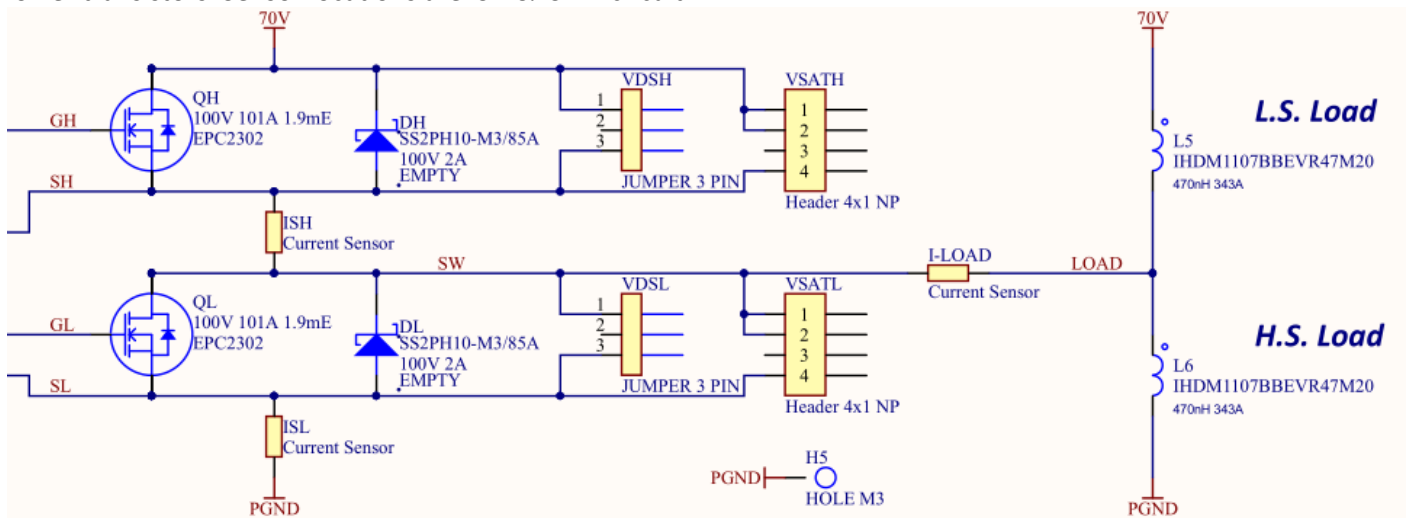 70V
70V
QH
100V 101A 1.9mE
EPC2302
GH
SH
DH
SS2PH10-M3/85A
100V 2A
EMPTY
VDSH
1
2
3
JUMPER 3 PIN
VSATH
1
2
3
4
Header 4x1 NP
L.S. Load
L5
IHDM1107BBEVR47M20
470nH 343A
ISH
Current Sensor
SW
I-LOAD
Current Sensor
LOAD
QL
100V 101A 1.9mE
EPC2302
GL
SL
DL
SS2PH10-M3/85A
100V 2A
EMPTY
VDSL
1
2
3
JUMPER 3 PIN
VSATL
1
2
3
4
Header 4x1 NP
H.S. Load
L6
IHDM1107BBEVR47M20
470nH 343A
ISL
Current Sensor
PGND
PGND
H5
HOLE M3
PGND